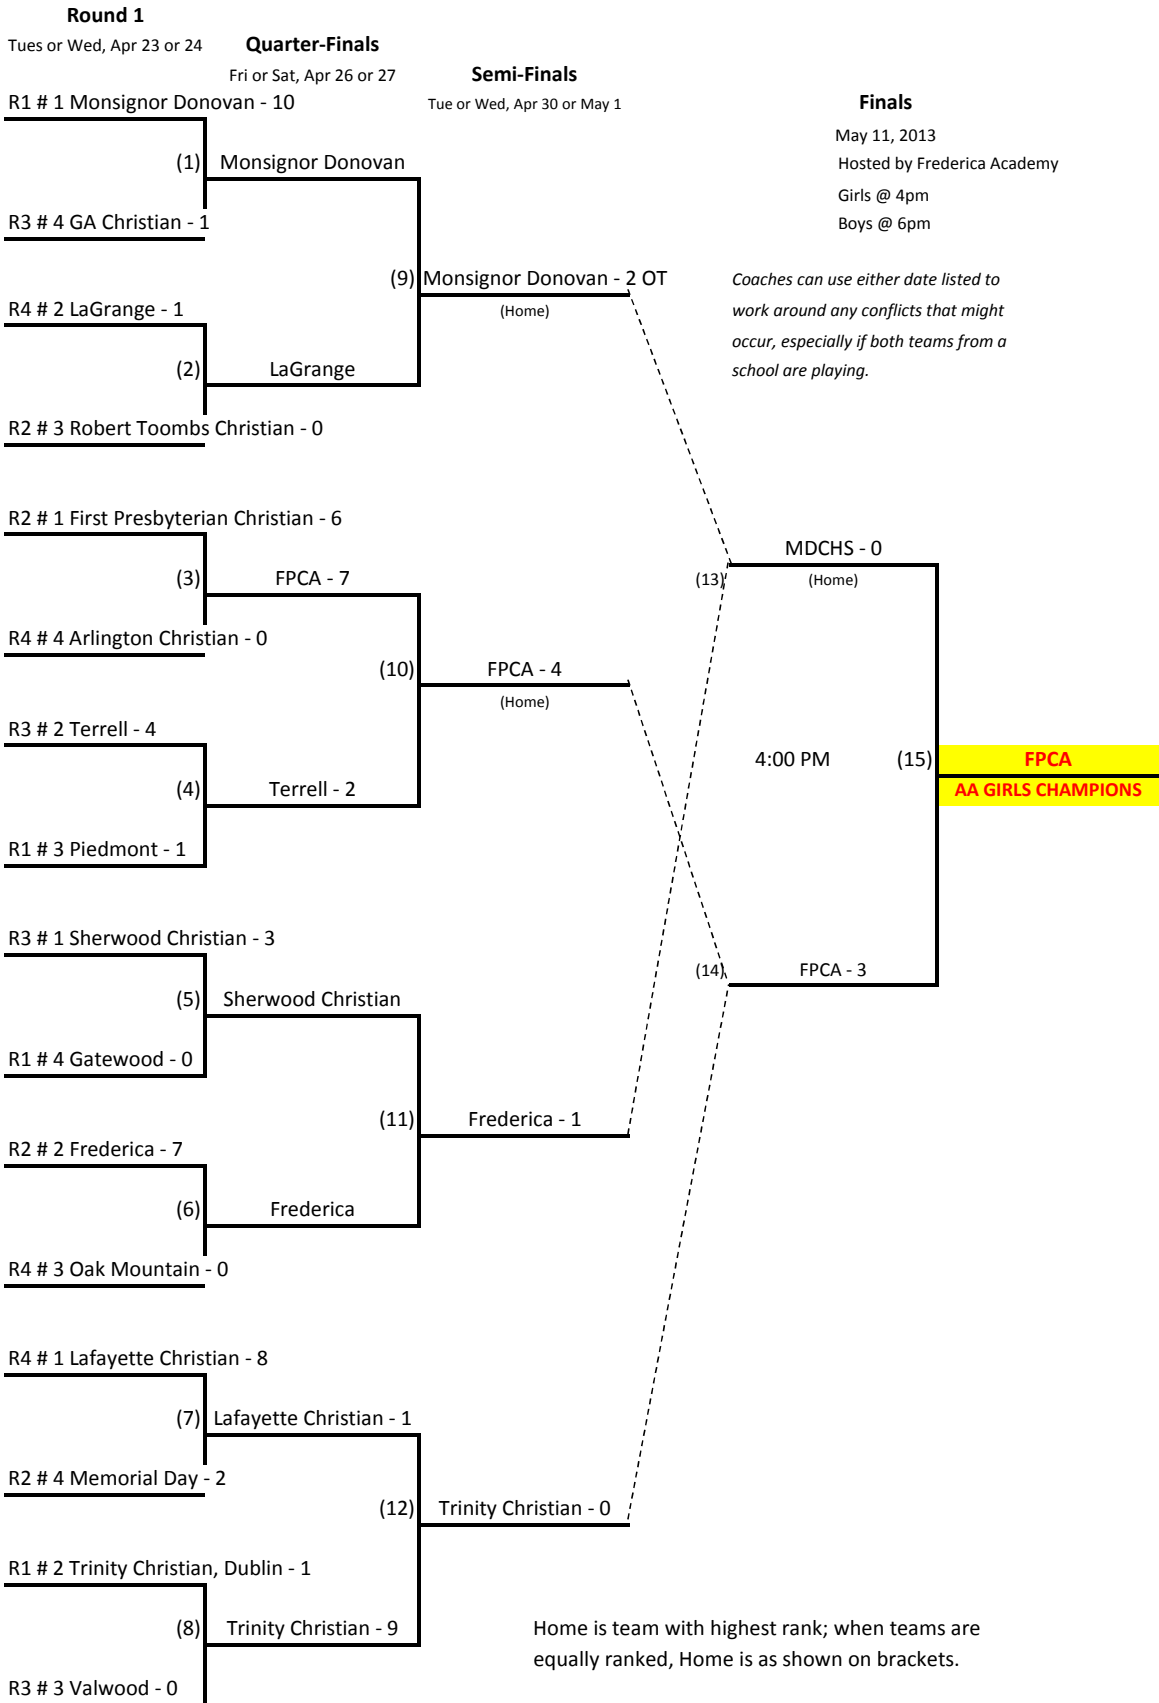 Round 1
Tues or Wed, Apr 23 or 24
Quarter-Finals
Fri or Sat, Apr 26 or 27
Semi-Finals
Tue or Wed, Apr 30 or May 1
Finals
May 11, 2013
Hosted by Frederica Academy
Girls @ 4pm
Boys @ 6pm
R1 # 1 Monsignor Donovan - 10
(1) Monsignor Donovan
R3 # 4 GA Christian - 1
(9) Monsignor Donovan - 2 OT
(Home)
Coaches can use either date listed to
work around any conflicts that might
occur, especially if both teams from a
school are playing.
R4 # 2 LaGrange - 1
(2) LaGrange
R2 # 3 Robert Toombs Christian - 0
R2 # 1 First Presbyterian Christian - 6
MDCHS - 0
(13) (Home)
(3) FPCA - 7
R4 # 4 Arlington Christian - 0
(10) FPCA - 4
(Home)
R3 # 2 Terrell - 4
4:00 PM (15) FPCA
AA GIRLS CHAMPIONS
(4) Terrell - 2
R1 # 3 Piedmont - 1
R3 # 1 Sherwood Christian - 3
(14) FPCA - 3
(5) Sherwood Christian
R1 # 4 Gatewood - 0
(11) Frederica - 1
R2 # 2 Frederica - 7
(6) Frederica
R4 # 3 Oak Mountain - 0
R4 # 1 Lafayette Christian - 8
(7) Lafayette Christian - 1
R2 # 4 Memorial Day - 2
(12) Trinity Christian - 0
R1 # 2 Trinity Christian, Dublin - 1
(8) Trinity Christian - 9
R3 # 3 Valwood - 0
Home is team with highest rank; when teams are
equally ranked, Home is as shown on brackets.